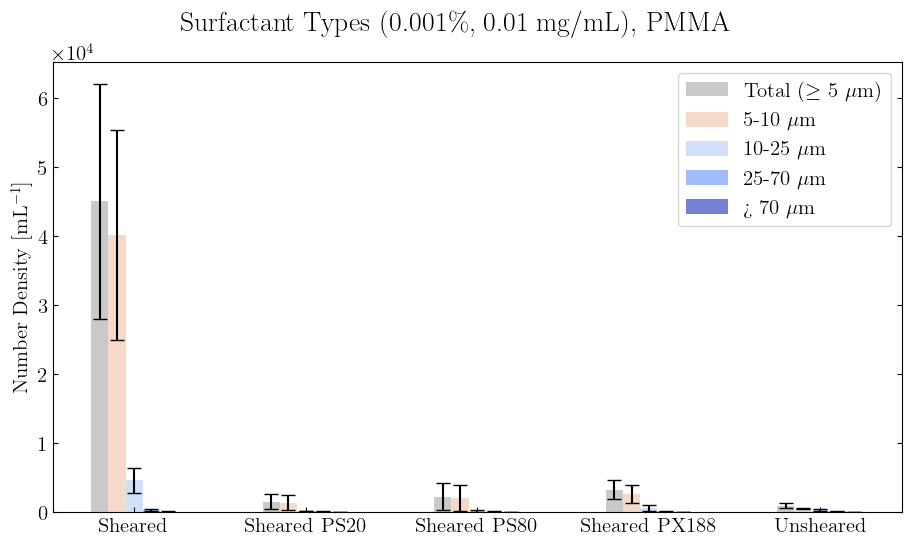 Surfactant Types (0.001%, 0.01 mg/mL), PMMA
×10⁴
Number Density [mL⁻¹]
6
5
4
3
2
1
0
Total (≥ 5 μm)
5-10 μm
10-25 μm
25-70 μm
¿ 70 μm
Sheared
Sheared PS20
Sheared PS80
Sheared PX188
Unsheared